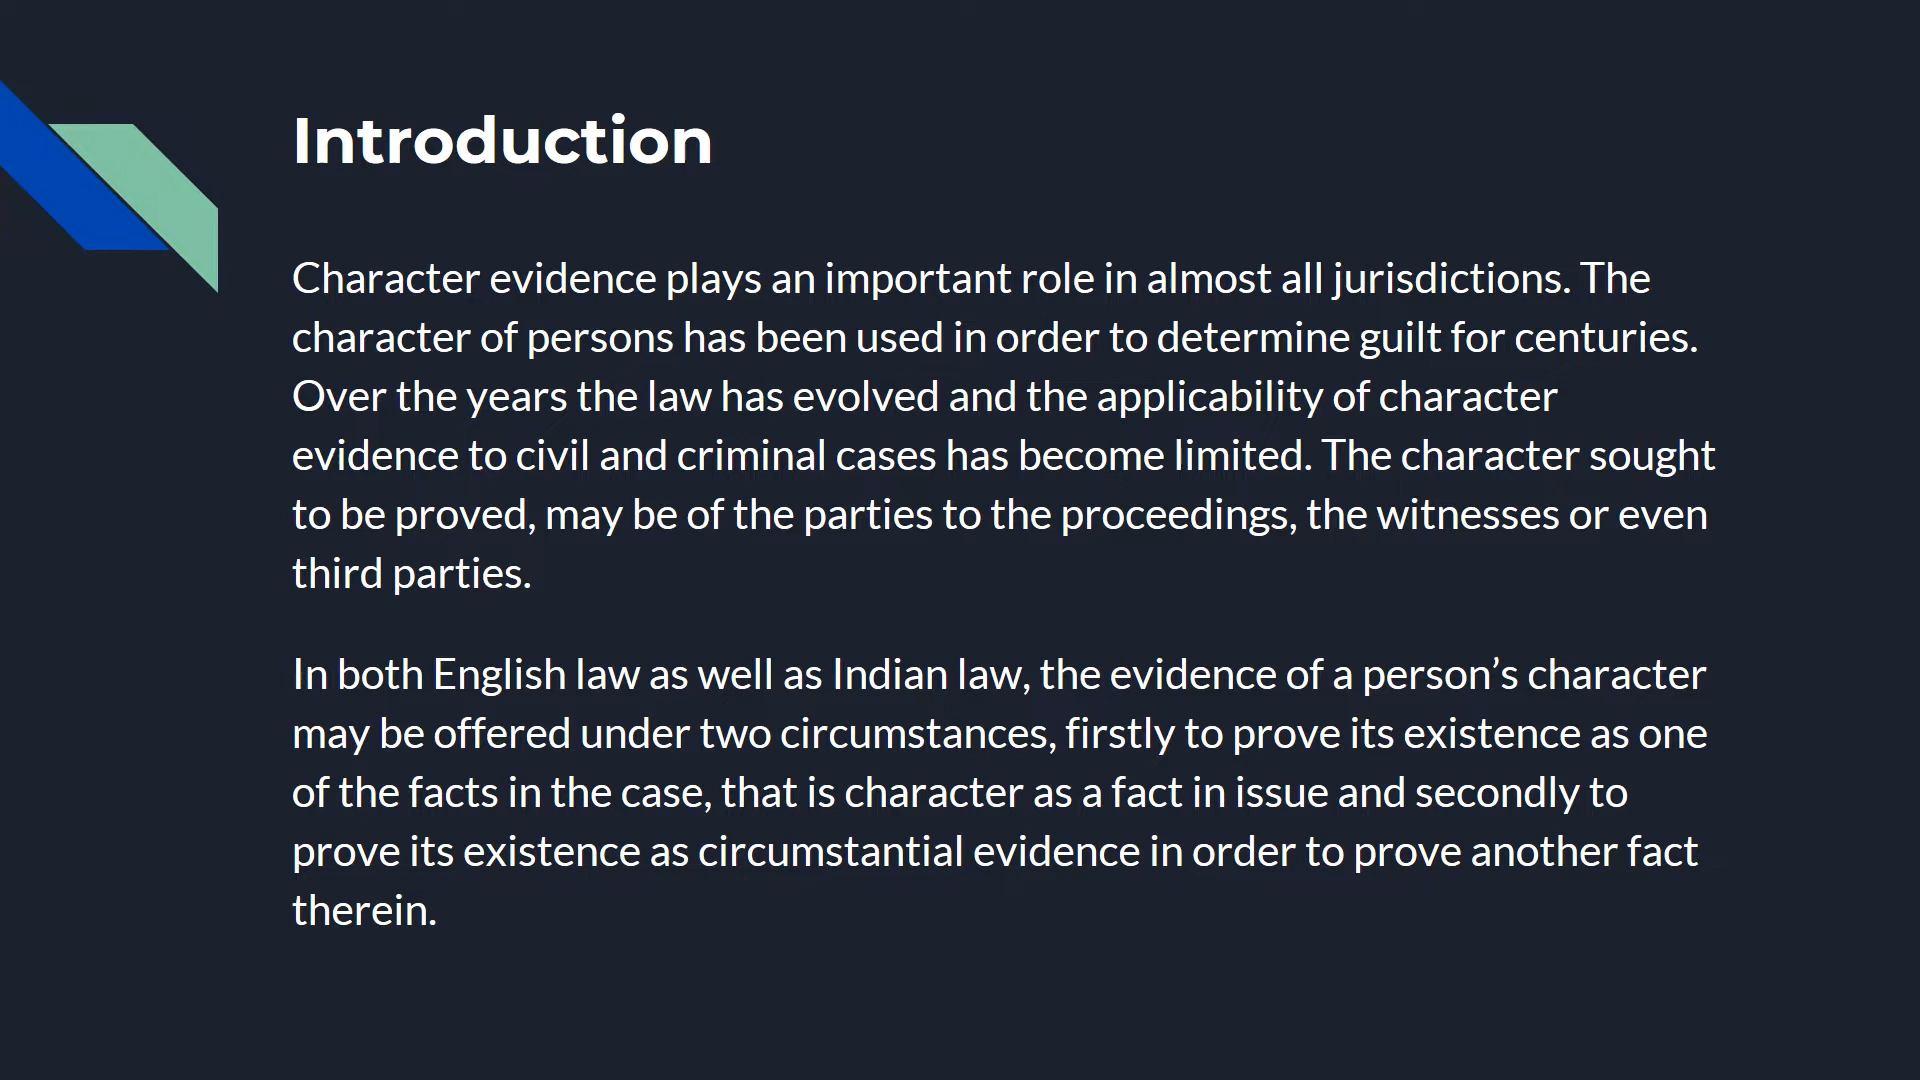 Introduction
Character evidence plays an important role in almost all jurisdictions. The
character of persons has been used in order to determine guilt for centuries.
Over the years the law has evolved and the applicability of character
evidence to civil and criminal cases has become limited. The character sought
to be proved, may be of the parties to the proceedings, the witnesses or even
third parties.
In both English law as well as Indian law, the evidence of a person’s character
may be offered under two circumstances, firstly to prove its existence as one
of the facts in the case, that is character as a fact in issue and secondly to
prove its existence as circumstantial evidence in order to prove another fact
therein.